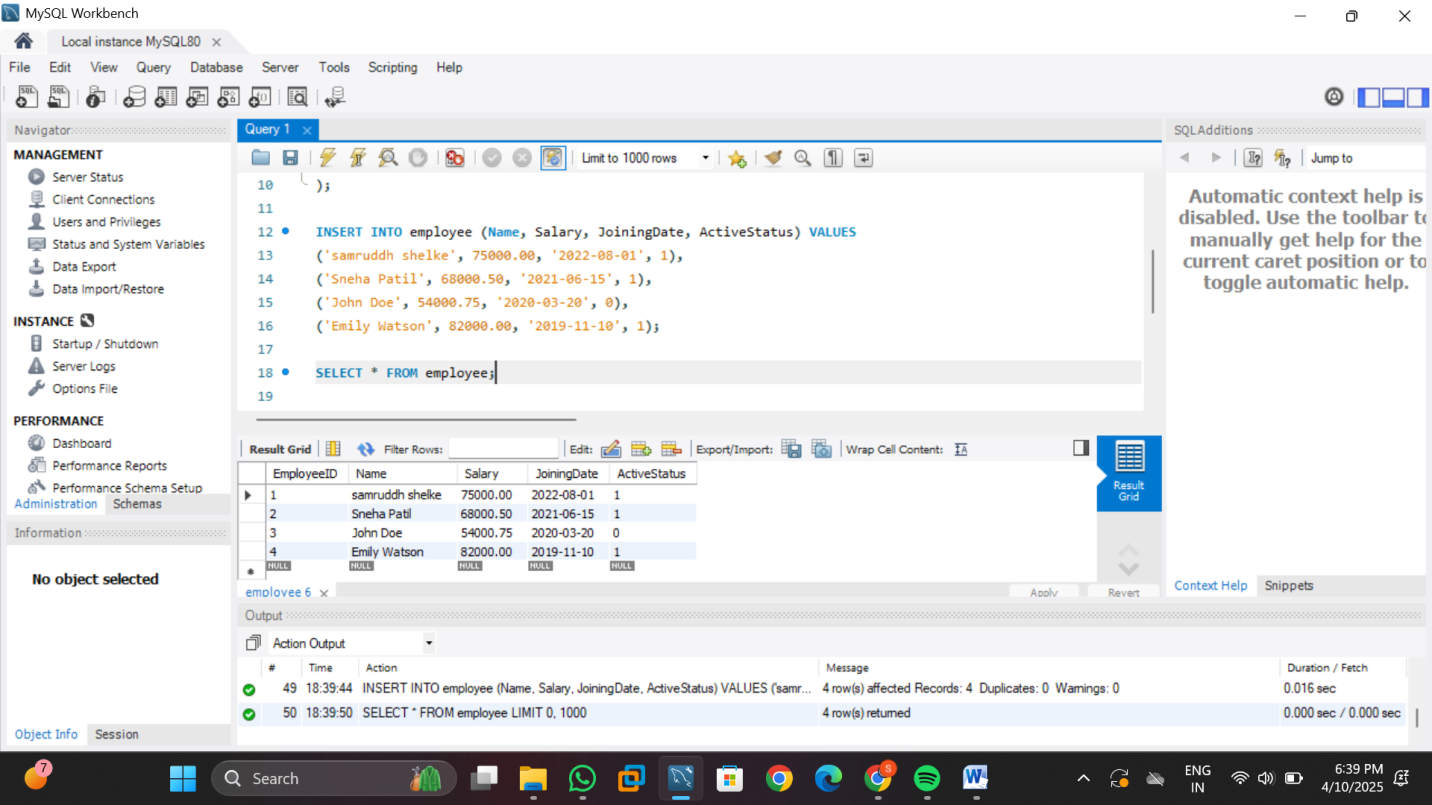 MySQL Workbench
Local instance MySQL80
File Edit View Query Database Server Tools Scripting Help
Navigator
MANAGEMENT
Server Status
Client Connections
Users and Privileges
Status and System Variables
Data Export
Data Import/Restore
INSTANCE
Startup / Shutdown
Server Logs
Options File
PERFORMANCE
Dashboard
Performance Reports
Performance Schema Setup
Administration Schemas
Information
No object selected
Object Info Session
Query 1
Limit to 1000 rows
10 );
11
12 INSERT INTO employee (Name, Salary, JoiningDate, ActiveStatus) VALUES
13 ('samruddh shelke', 75000.00, '2022-08-01', 1),
14 ('Sneha Patil', 68000.50, '2021-06-15', 1),
15 ('John Doe', 54000.75, '2020-03-20', 0),
16 ('Emily Watson', 82000.00, '2019-11-10', 1);
17
18 SELECT * FROM employee;
19
Result Grid Filter Rows: Edit: Export/Import: Wrap Cell Content:
EmployeeID Name Salary JoiningDate ActiveStatus
1 samruddh shelke 75000.00 2022-08-01 1
2 Sneha Patil 68000.50 2021-06-15 1
3 John Doe 54000.75 2020-03-20 0
4 Emily Watson 82000.00 2019-11-10 1
NULL NULL NULL NULL NULL
Result
Grid
employee 6 Apply Revert
SQLAdditions
Jump to
Automatic context help is
disabled. Use the toolbar to
manually get help for the
current caret position or to
toggle automatic help.
Context Help Snippets
Output
Action Output
# Time Action Message Duration / Fetch
49 18:39:44 INSERT INTO employee (Name, Salary, JoiningDate, ActiveStatus) VALUES ('samr... 4 row(s) affected Records: 4 Duplicates: 0 Warnings: 0 0.016 sec
50 18:39:50 SELECT * FROM employee LIMIT 0, 1000 4 row(s) returned 0.000 sec / 0.000 sec
7
Search
S
ENG
IN
6:39 PM
4/10/2025